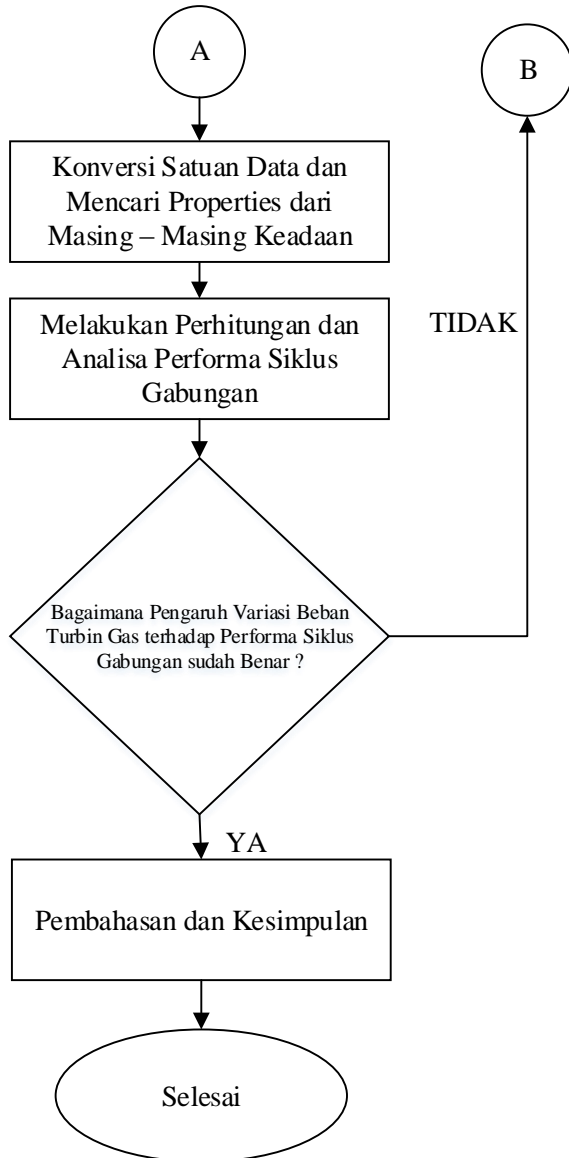 A
B
Konversi Satuan Data dan
Mencari Properties dari
Masing – Masing Keadaan
Melakukan Perhitungan dan
Analisa Performa Siklus
Gabungan
TIDAK
Bagaimana Pengaruh Variasi Beban
Turbin Gas terhadap Performa Siklus
Gabungan sudah Benar ?
YA
Pembahasan dan Kesimpulan
Selesai